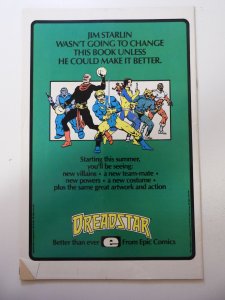 JIM STARLIN
WASN'T GOING TO CHANGE
THIS BOOK UNLESS
HE COULD MAKE IT BETTER.
Starting this summer,
you'll be seeing:
new villains • a new team-mate •
new powers • a new costume •
plus the same great artwork and action
DREADSTAR
Better than ever e From Epic Comics